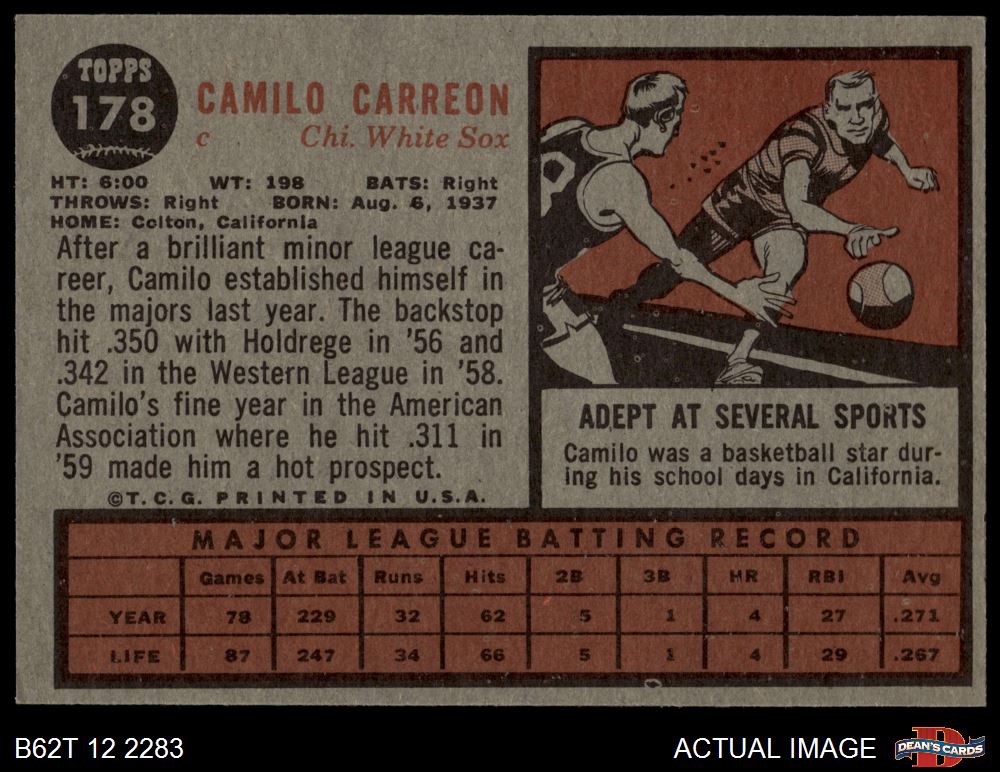 TOPPS
178
CAMILO CARREON
c Chi. White Sox
HT: 6:00 WT: 198 BATS: Right
THROWS: Right BORN: Aug. 6, 1937
HOME: Colton, California
After a brilliant minor league ca-
reer, Camilo established himself in
the majors last year. The backstop
hit .350 with Holdrege in '56 and
.342 in the Western League in '58.
Camilo's fine year in the American
Association where he hit .311 in
'59 made him a hot prospect.
©T.C.G. PRINTED IN U.S.A.
ADEPT AT SEVERAL SPORTS
Camilo was a basketball star dur-
ing his school days in California.
MAJOR LEAGUE BATTING RECORD
Games At Bat Runs Hits 2B 3B HR RBI Avg
YEAR 78 229 32 62 5 1 4 27 .271
LIFE 87 247 34 66 5 1 4 29 .267
B62T 12 2283
ACTUAL IMAGE
D
DEAN'S CARDS